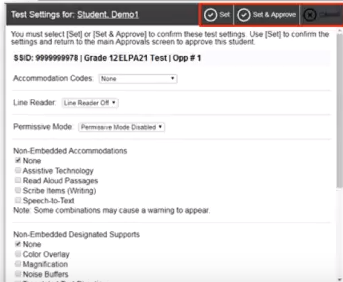 Test Settings for: Student, Demo1
Set
Set & Approve
Cancel
You must select [Set] or [Set & Approve] to confirm these test settings. Use [Set] to confirm the
settings and return to the main Approvals screen to approve this student.
SSID: 9999999978 | Grade 12 ELPA21 Test | Opp # 1
Accommodation Codes: None
Line Reader: Line Reader Off
Permissive Mode: Permissive Mode Disabled
Non-Embedded Accommodations
None
Assistive Technology
Read Aloud Passages
Scribe Items (Writing)
Speech-to-Text
Note: Some combinations may cause a warning to appear.
Non-Embedded Designated Supports
None
Color Overlay
Magnification
Noise Buffers